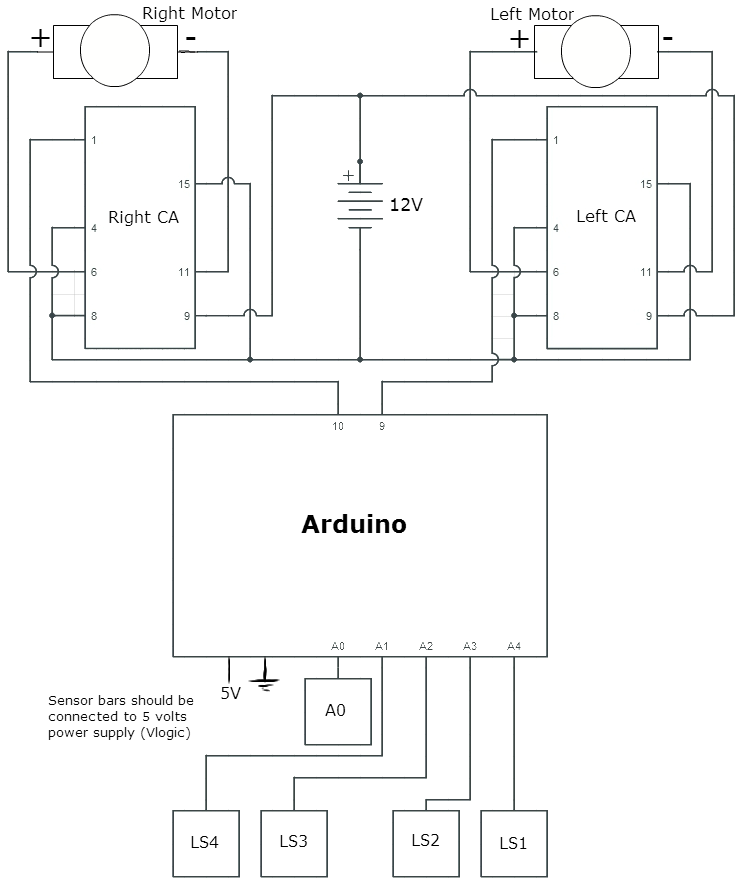 Right Motor
Left Motor
+
-
+
-
1
15
4
Right CA
6
11
8
9
+
12V
1
15
4
Left CA
6
11
8
9
10
9
Arduino
A0
A1
A2
A3
A4
5V
Sensor bars should be
connected to 5 volts
power supply (Vlogic)
A0
LS4
LS3
LS2
LS1